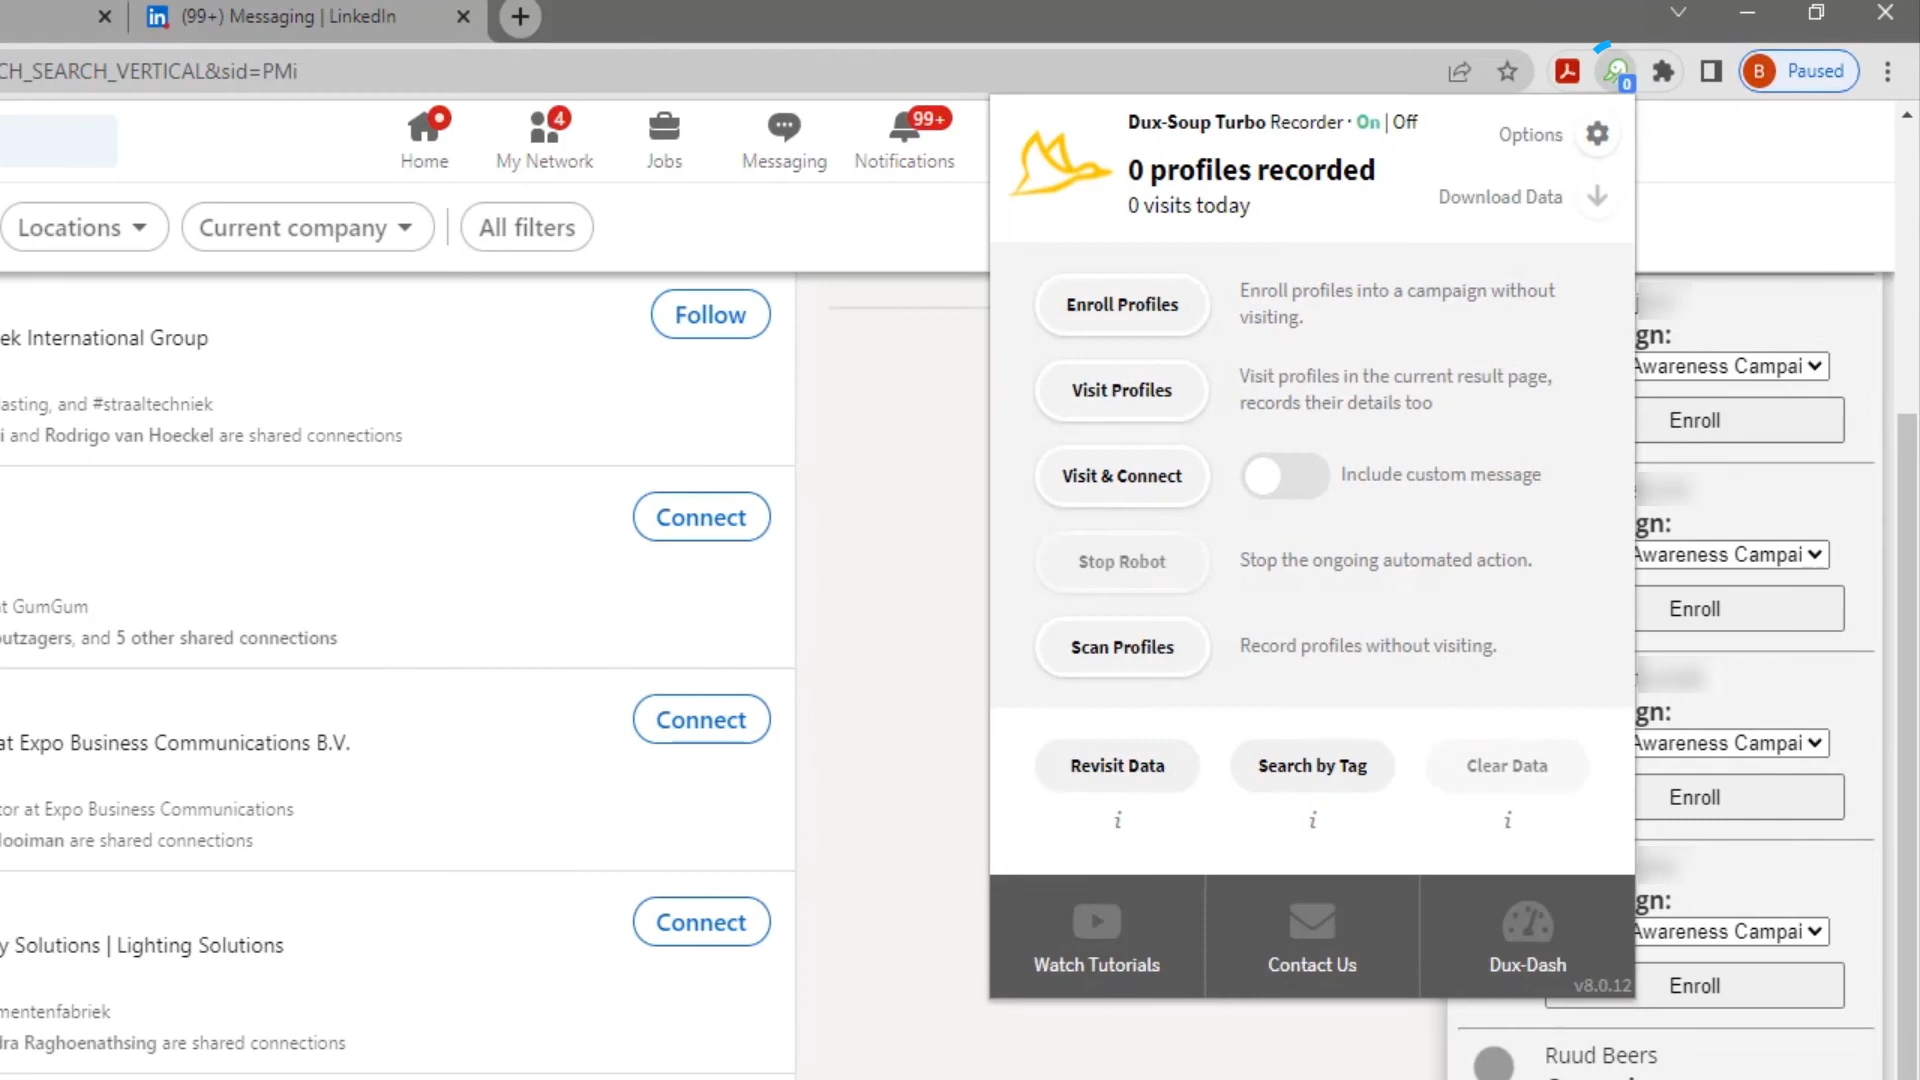 (99+) Messaging | LinkedIn
CH_SEARCH_VERTICAL&sid=PMi
0
B Paused
4
99+
Home My Network Jobs Messaging Notifications
Locations Current company All filters
Follow
ek International Group
asting, and #straaltechniek
i and Rodrigo van Hoeckel are shared connections
Connect
at GumGum
outzagers, and 5 other shared connections
Connect
at Expo Business Communications B.V.
tor at Expo Business Communications
Hooiman are shared connections
Connect
y Solutions | Lighting Solutions
mentenfabriek
dra Raghoenathsing are shared connections
Dux-Soup Turbo Recorder · On | Off
0 profiles recorded
0 visits today
Options
Download Data
Enroll Profiles
Enroll profiles into a campaign without
visiting.
Visit Profiles
Visit profiles in the current result page,
records their details too
Visit & Connect
Include custom message
Stop Robot
Stop the ongoing automated action.
Scan Profiles
Record profiles without visiting.
Revisit Data Search by Tag Clear Data
i i i
Watch Tutorials Contact Us Dux-Dash
v8.0.12
gn:
Awareness Campai
Enroll
gn:
Awareness Campai
Enroll
gn:
Awareness Campai
Enroll
gn:
Awareness Campai
Enroll
Ruud Beers